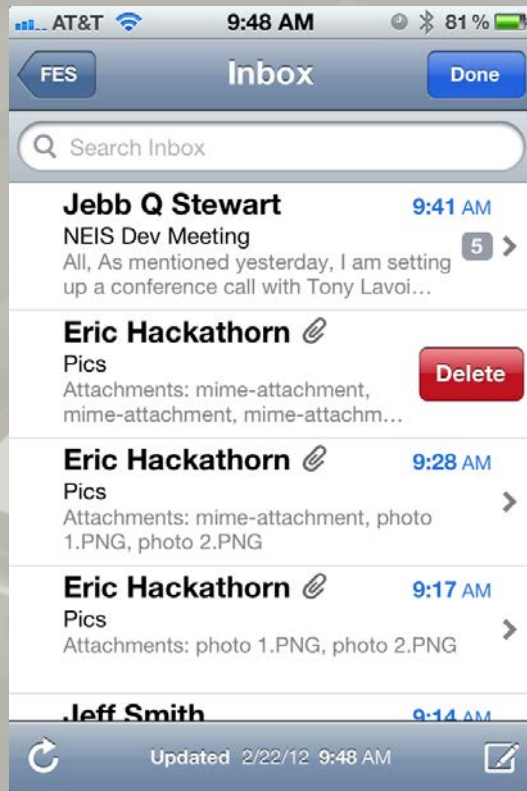 AT&T 9:48 AM 81%
FES Inbox Done
Search Inbox
Jebb Q Stewart 9:41 AM
NEIS Dev Meeting 5
All, As mentioned yesterday, I am setting
up a conference call with Tony Lavoi...
Eric Hackathorn
Pics Delete
Attachments: mime-attachment,
mime-attachment, mime-attachm...
Eric Hackathorn 9:28 AM
Pics
Attachments: mime-attachment, photo
1.PNG, photo 2.PNG
Eric Hackathorn 9:17 AM
Pics
Attachments: photo 1.PNG, photo 2.PNG
Jeff Smith 9:14 AM
Updated 2/22/12 9:48 AM